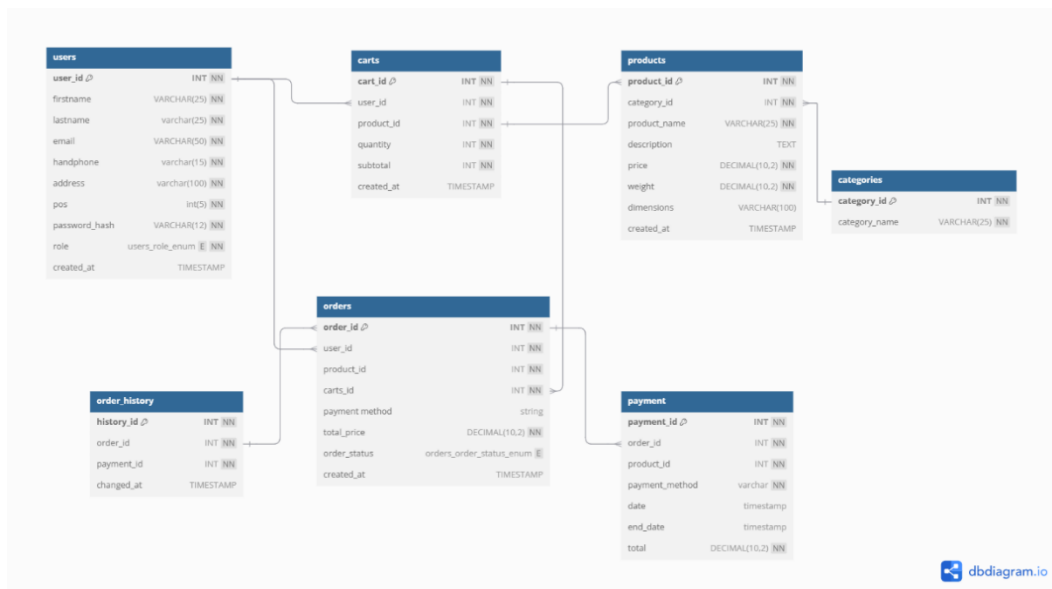 users
user_id INT NN
firstname VARCHAR(25) NN
lastname varchar(25) NN
email VARCHAR(50) NN
handphone varchar(15) NN
address varchar(100) NN
pos int(5) NN
password_hash VARCHAR(12) NN
role users_role_enum E NN
created_at TIMESTAMP
carts
cart_id INT NN
user_id INT NN
product_id INT NN
quantity INT NN
subtotal INT NN
created_at TIMESTAMP
products
product_id INT NN
category_id INT NN
product_name VARCHAR(25) NN
description TEXT
price DECIMAL(10,2) NN
weight DECIMAL(10,2) NN
dimensions VARCHAR(100)
created_at TIMESTAMP
categories
category_id INT NN
category_name VARCHAR(25) NN
orders
order_id INT NN
user_id INT NN
product_id INT NN
carts_id INT NN
payment method string
total_price DECIMAL(10,2) NN
order_status orders_order_status_enum E
created_at TIMESTAMP
order_history
history_id INT NN
order_id INT NN
payment_id INT NN
changed_at TIMESTAMP
payment
payment_id INT NN
order_id INT NN
product_id INT NN
payment_method varchar NN
date timestamp
end_date timestamp
total DECIMAL(10,2) NN
dbdiagram.io